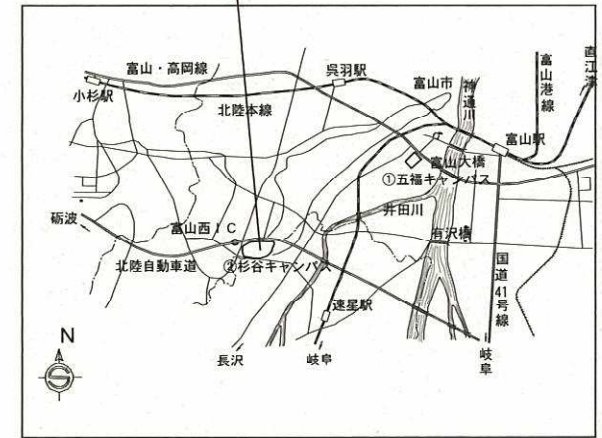 富山・高岡線
呉羽駅
富山市
神通川
富山港線
直江津
小杉駅
北陸本線
富山駅
富山大橋
①五福キャンパス
井田川
砺波
富山西IC
有沢橋
北陸自動車道
②杉谷キャンパス
国道41号線
速星駅
N
長沢
岐阜
岐阜